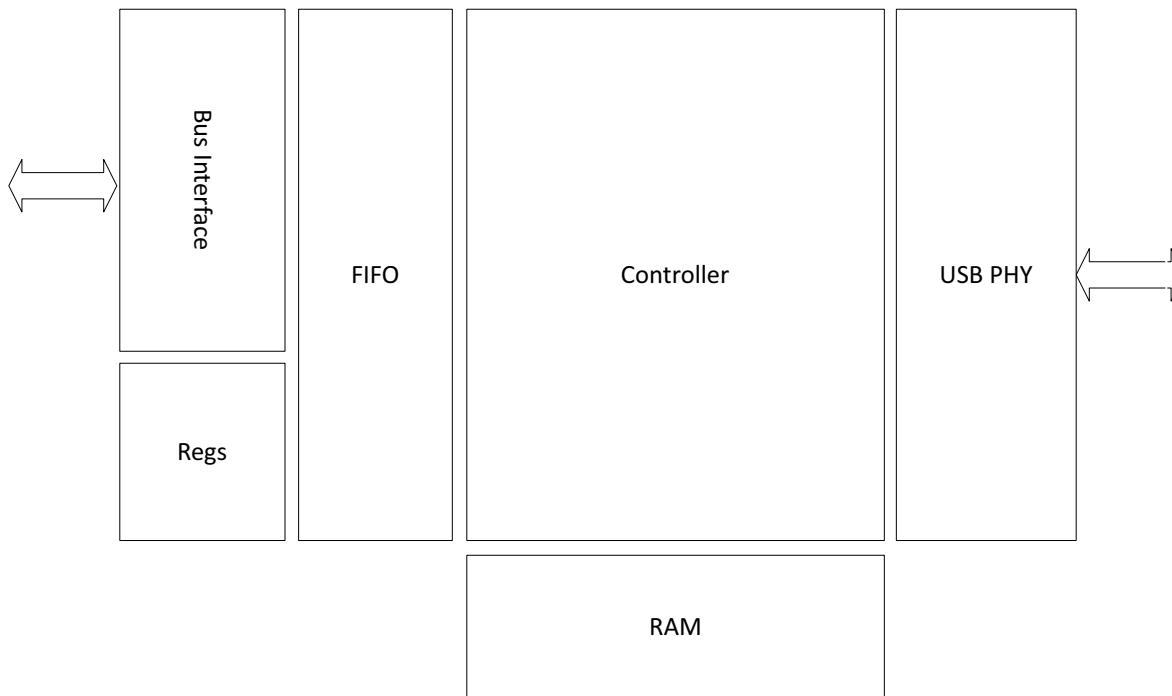 Bus Interface
FIFO
Controller
USB PHY
Regs
RAM